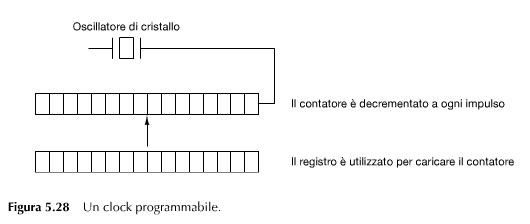 Oscillatore di cristallo
Il contatore è decrementato a ogni impulso
Il registro è utilizzato per caricare il contatore
Figura 5.28 Un clock programmabile.